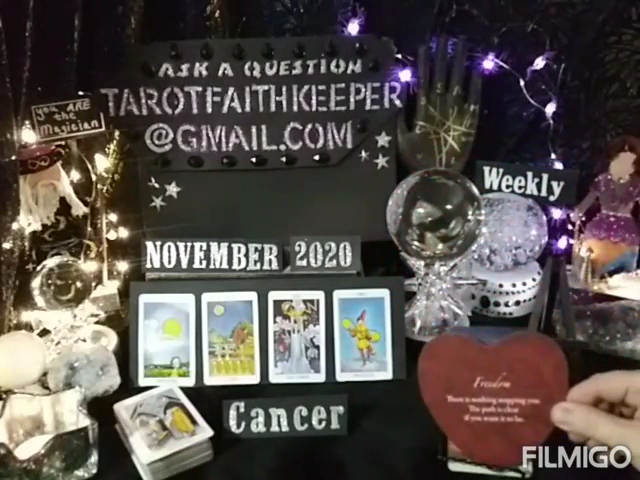 ASK A QUESTION
TAROTFAITHKEEPER
@GMAIL.COM
you ARE
the
Magician
Weekly
NOVEMBER 2020
Cancer
Freedom
There is nothing stopping you.
The path is clear
if you want it to be.
FILMIGO